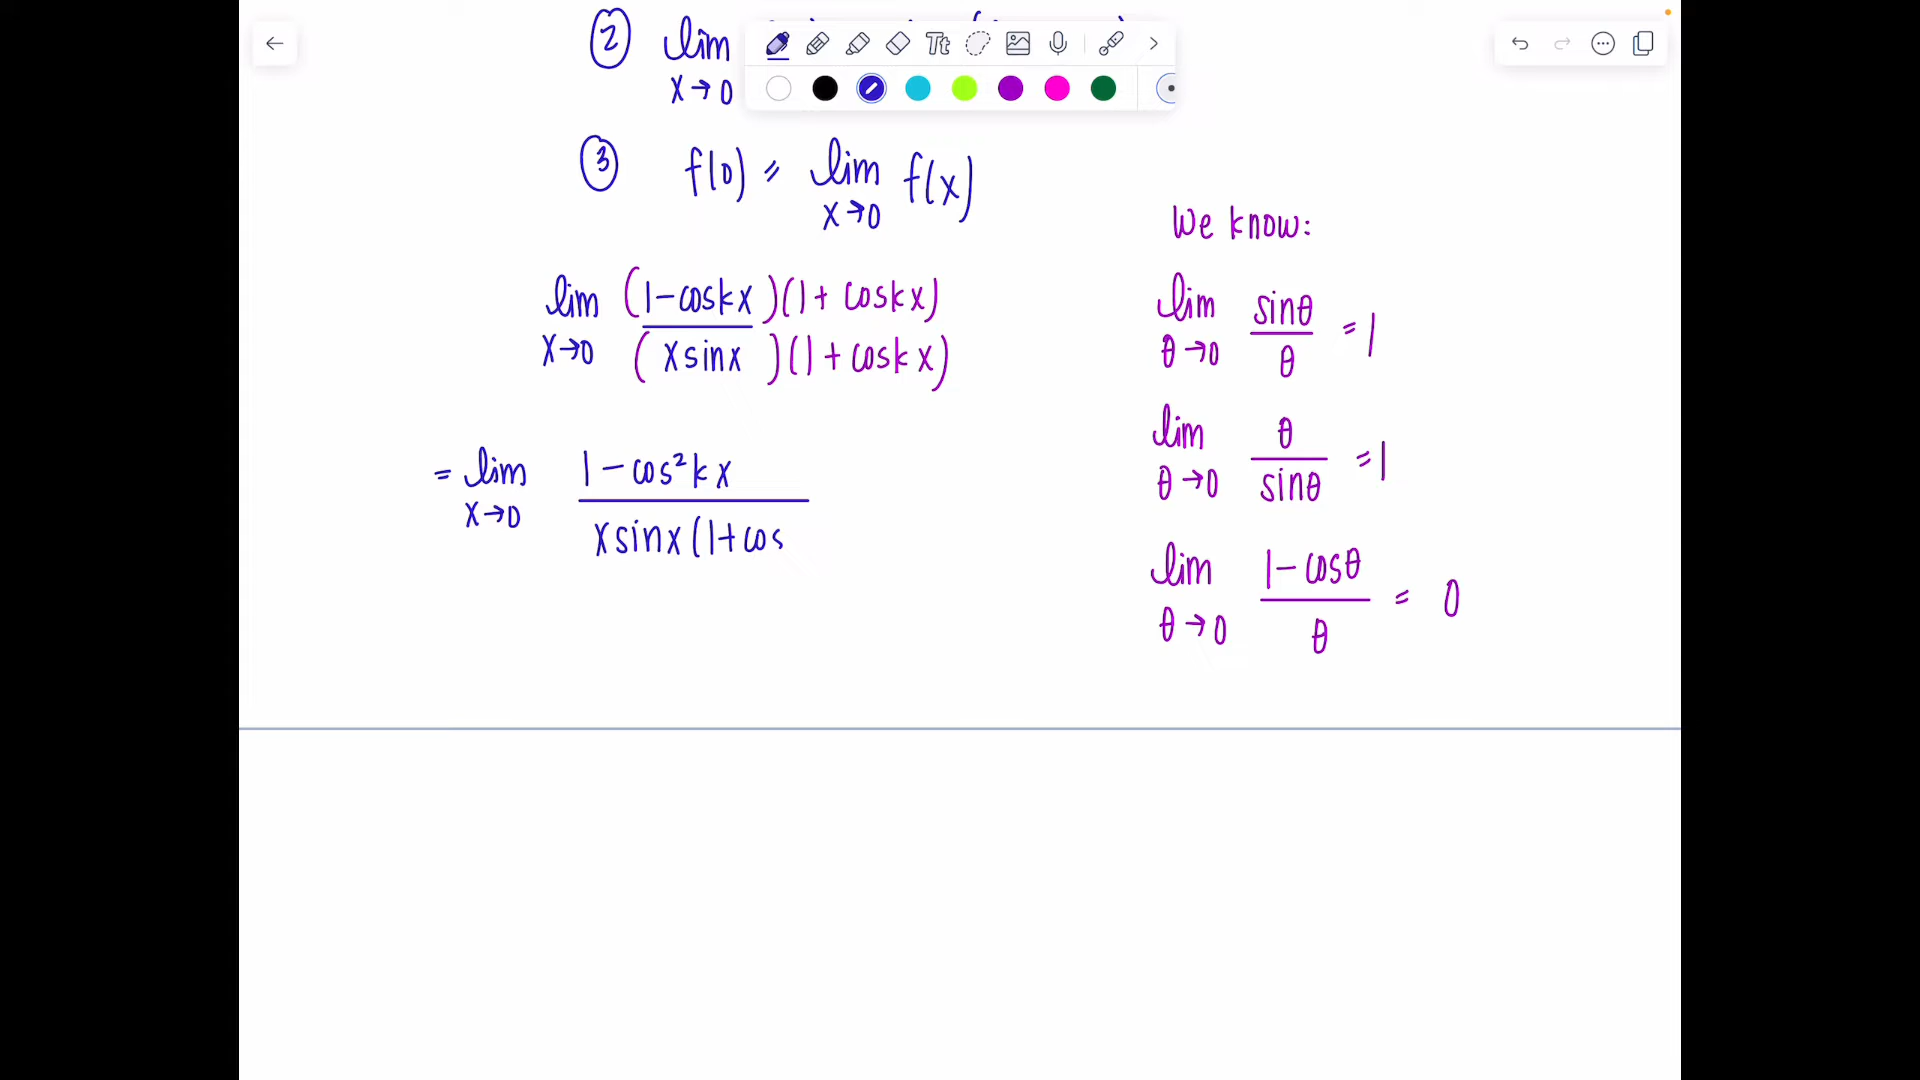 ② lim
x→0
③ f(0) = lim f(x)
x→0
We know:
lim (1-coskx)(1+coskx)
x→0 (xsinx)(1+coskx)
lim sinθ = 1
θ→0 θ
= lim 1-cos²kx
x→0 xsinx(1+cos
lim θ =1
θ→0 sinθ
lim 1-cosθ = 0
θ→0 θ
Tt